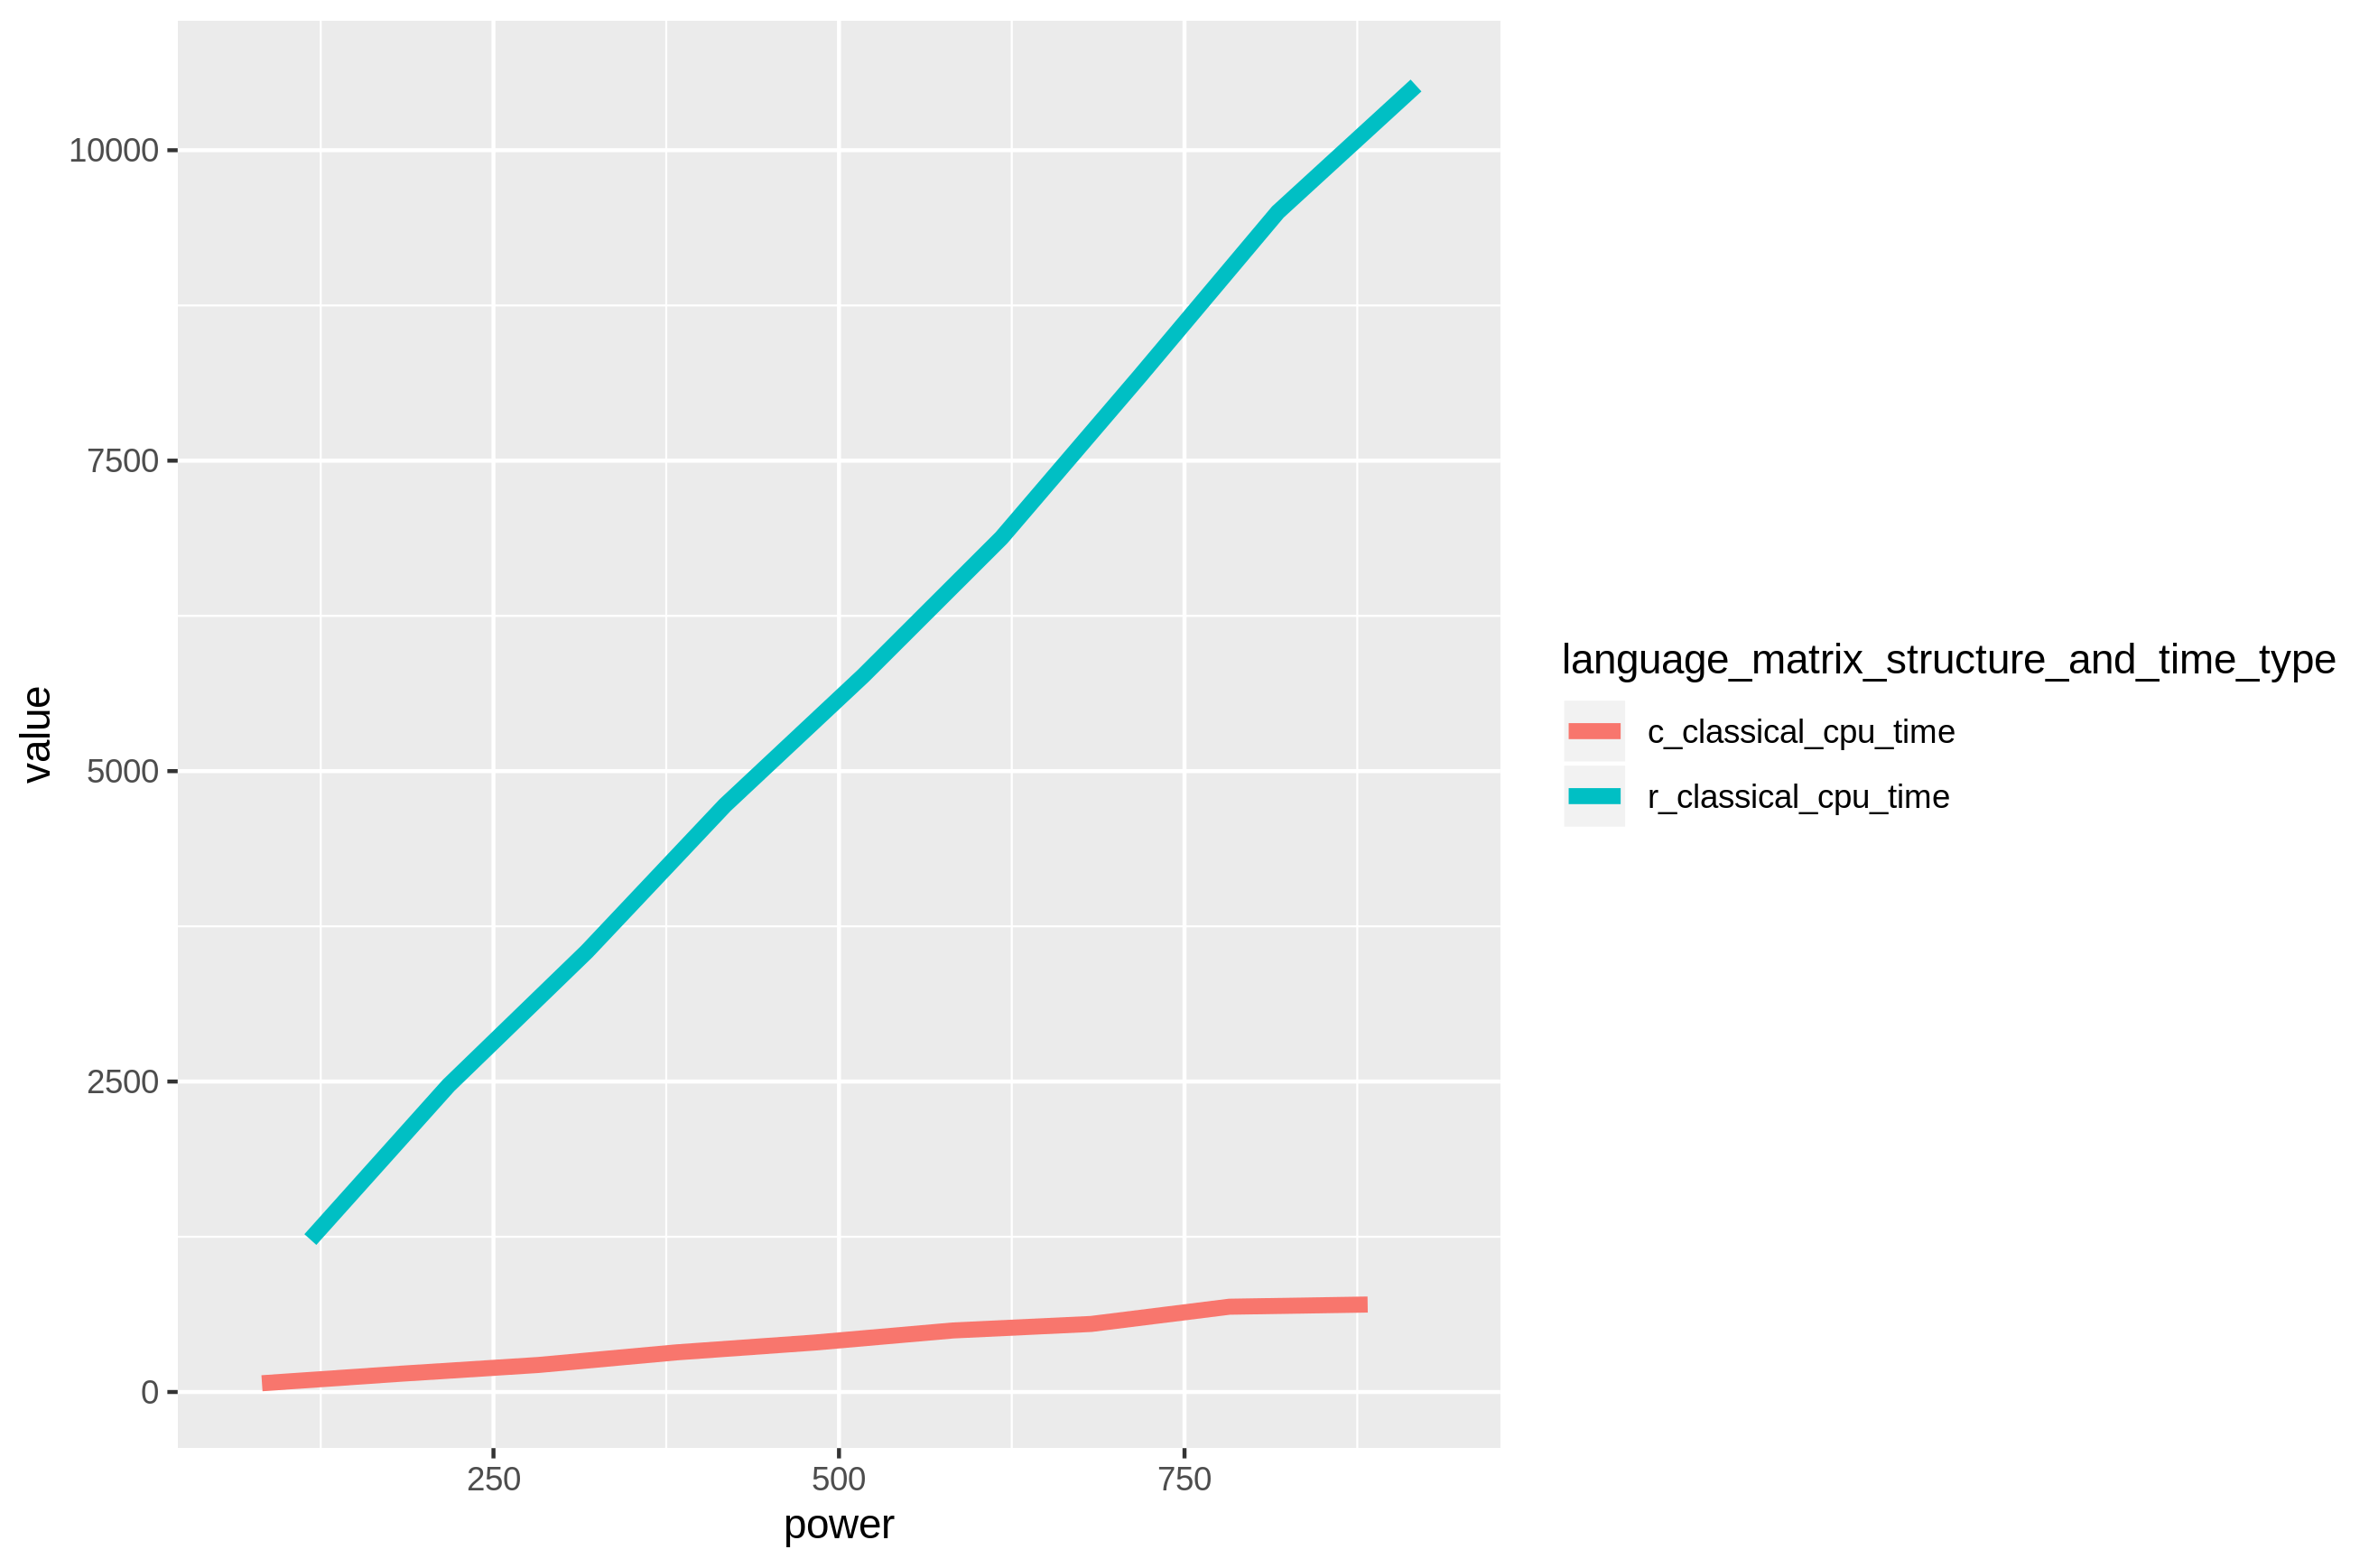 value
10000
7500
5000
2500
0
250 500 750
power
language_matrix_structure_and_time_type
c_classical_cpu_time
r_classical_cpu_time